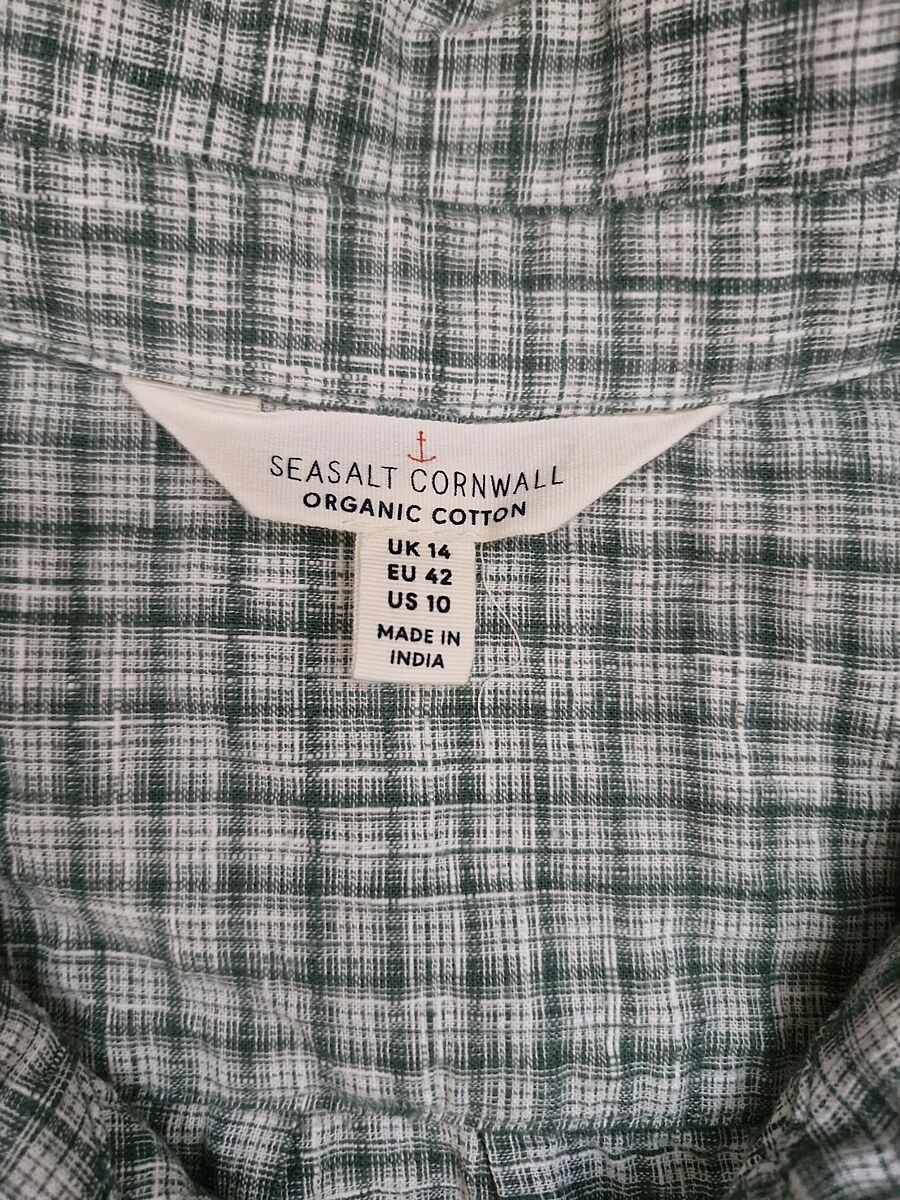 SEASALT CORNWALL
ORGANIC COTTON
UK 14
EU 42
US 10
MADE IN
INDIA